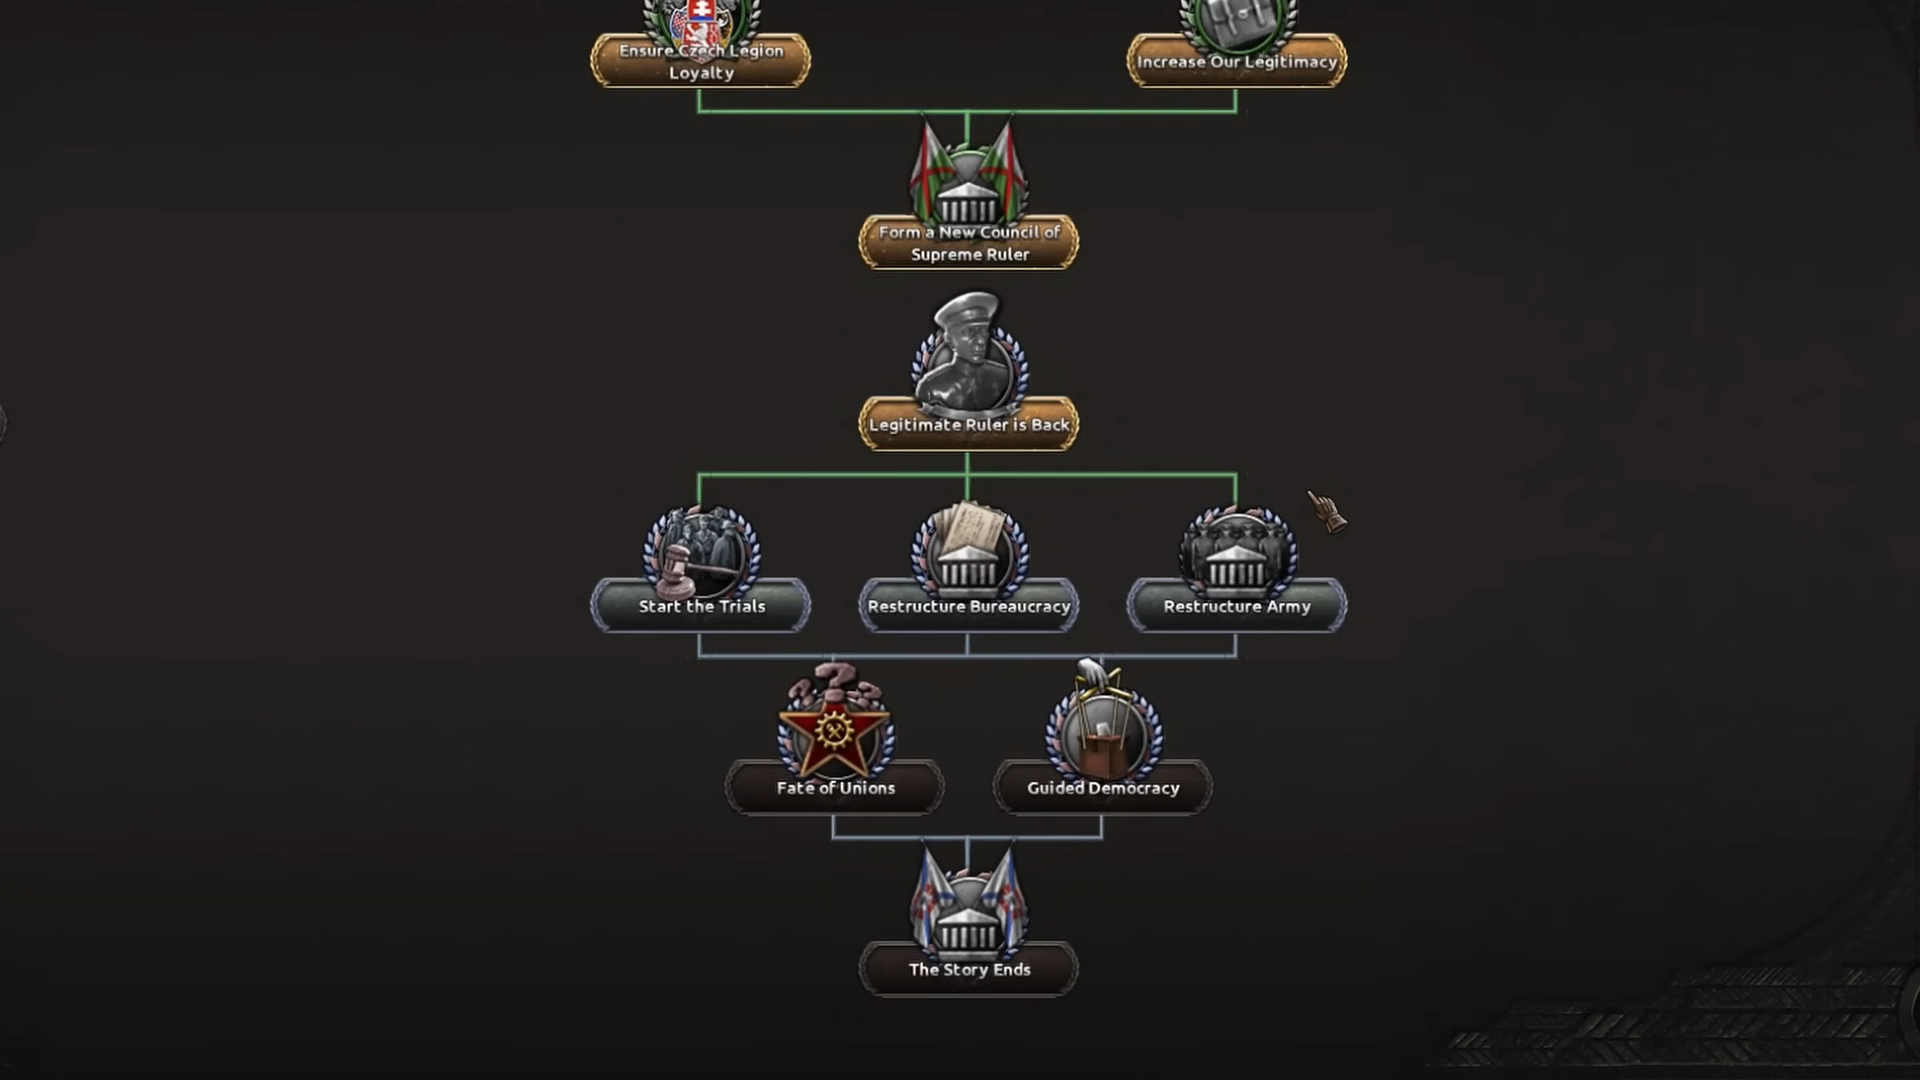 Ensure Czech Legion
Loyalty
Increase Our Legitimacy
Form a New Council of
Supreme Ruler
Legitimate Ruler is Back
Start the Trials
Restructure Bureaucracy
Restructure Army
Fate of Unions
Guided Democracy
The Story Ends